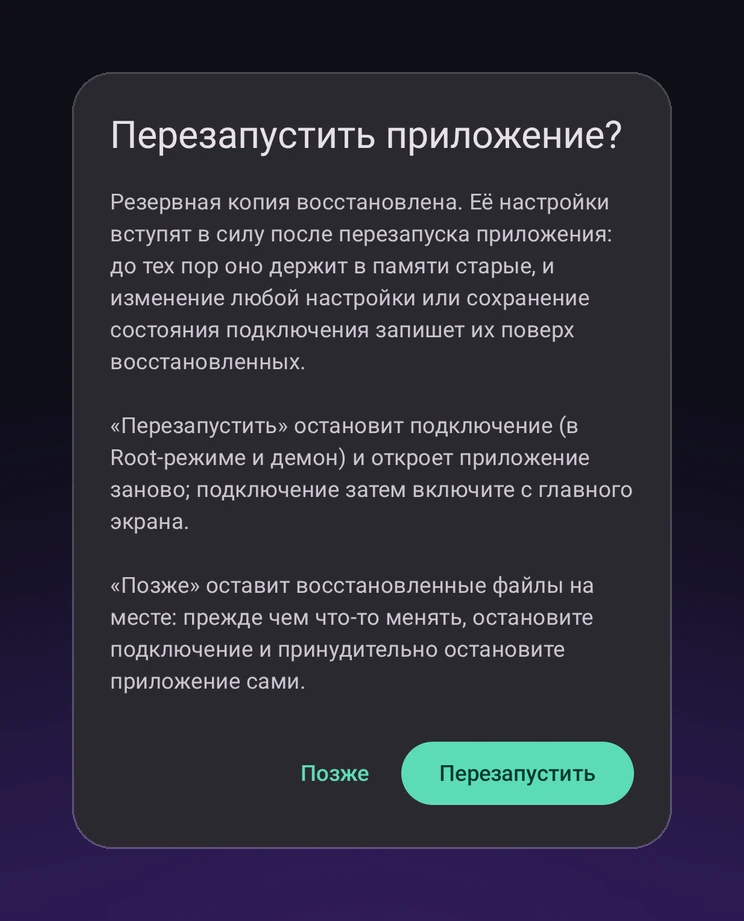 Перезапустить приложение?
Резервная копия восстановлена. Её настройки
вступят в силу после перезапуска приложения:
до тех пор оно держит в памяти старые, и
изменение любой настройки или сохранение
состояния подключения запишет их поверх
восстановленных.
«Перезапустить» остановит подключение (в
Root-режиме и демон) и откроет приложение
заново; подключение затем включите с главного
экрана.
«Позже» оставит восстановленные файлы на
месте: прежде чем что-то менять, остановите
подключение и принудительно остановите
приложение сами.
Позже
Перезапустить